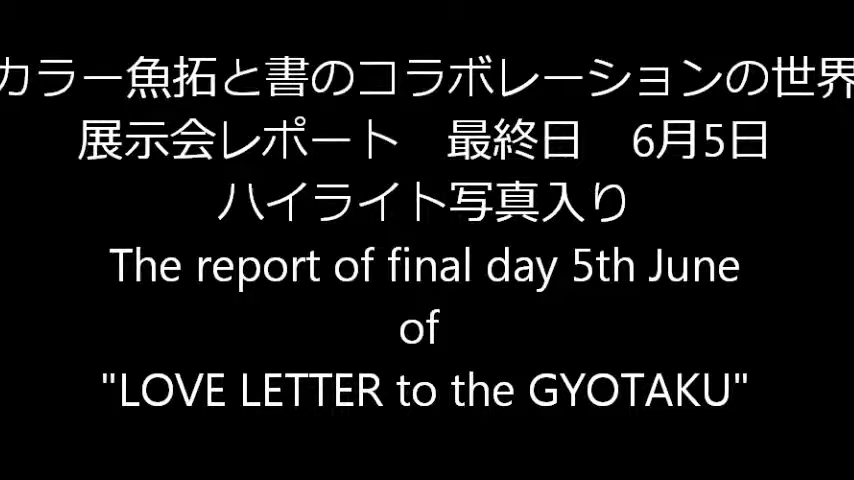 カラー魚拓と書のコラボレーションの世界
展示会レポート　最終日　6月5日
ハイライト写真入り
The report of final day 5th June
of
"LOVE LETTER to the GYOTAKU"